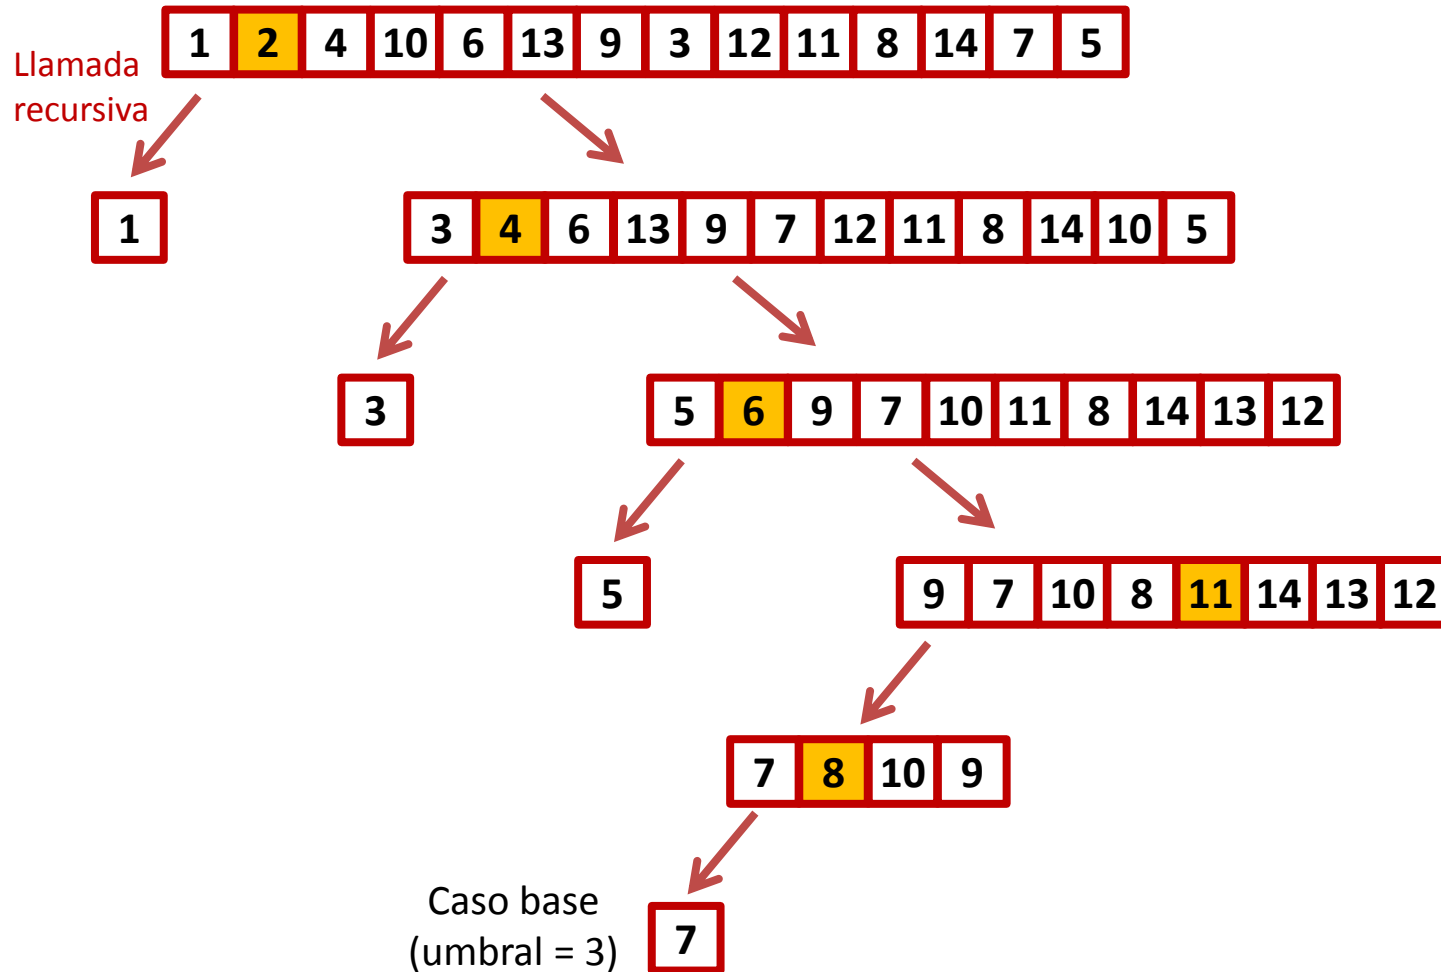 1 2 4 10 6 13 9 3 12 11 8 14 7 5
Llamada
recursiva
1
3 4 6 13 9 7 12 11 8 14 10 5
3
5 6 9 7 10 11 8 14 13 12
5
9 7 10 8 11 14 13 12
7 8 10 9
Caso base
(umbral = 3)
7